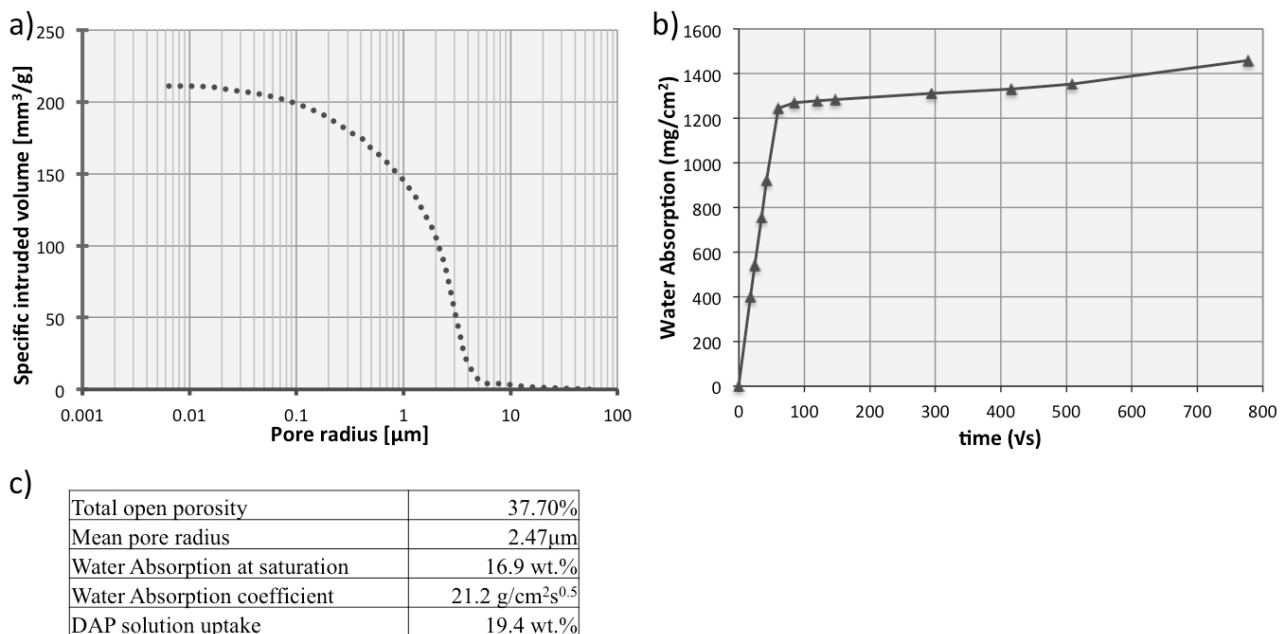 a)
Specific intruded volume [mm³/g]
250
200
150
100
50
0
0.001 0.01 0.1 1 10 100
Pore radius [µm]
b)
Water Absorption (mg/cm²)
1600
1400
1200
1000
800
600
400
200
0
0 100 200 300 400 500 600 700 800
time (√s)
c)
Total open porosity 37.70%
Mean pore radius 2.47µm
Water Absorption at saturation 16.9 wt.%
Water Absorption coefficient 21.2 g/cm²s⁰·⁵
DAP solution uptake 19.4 wt.%